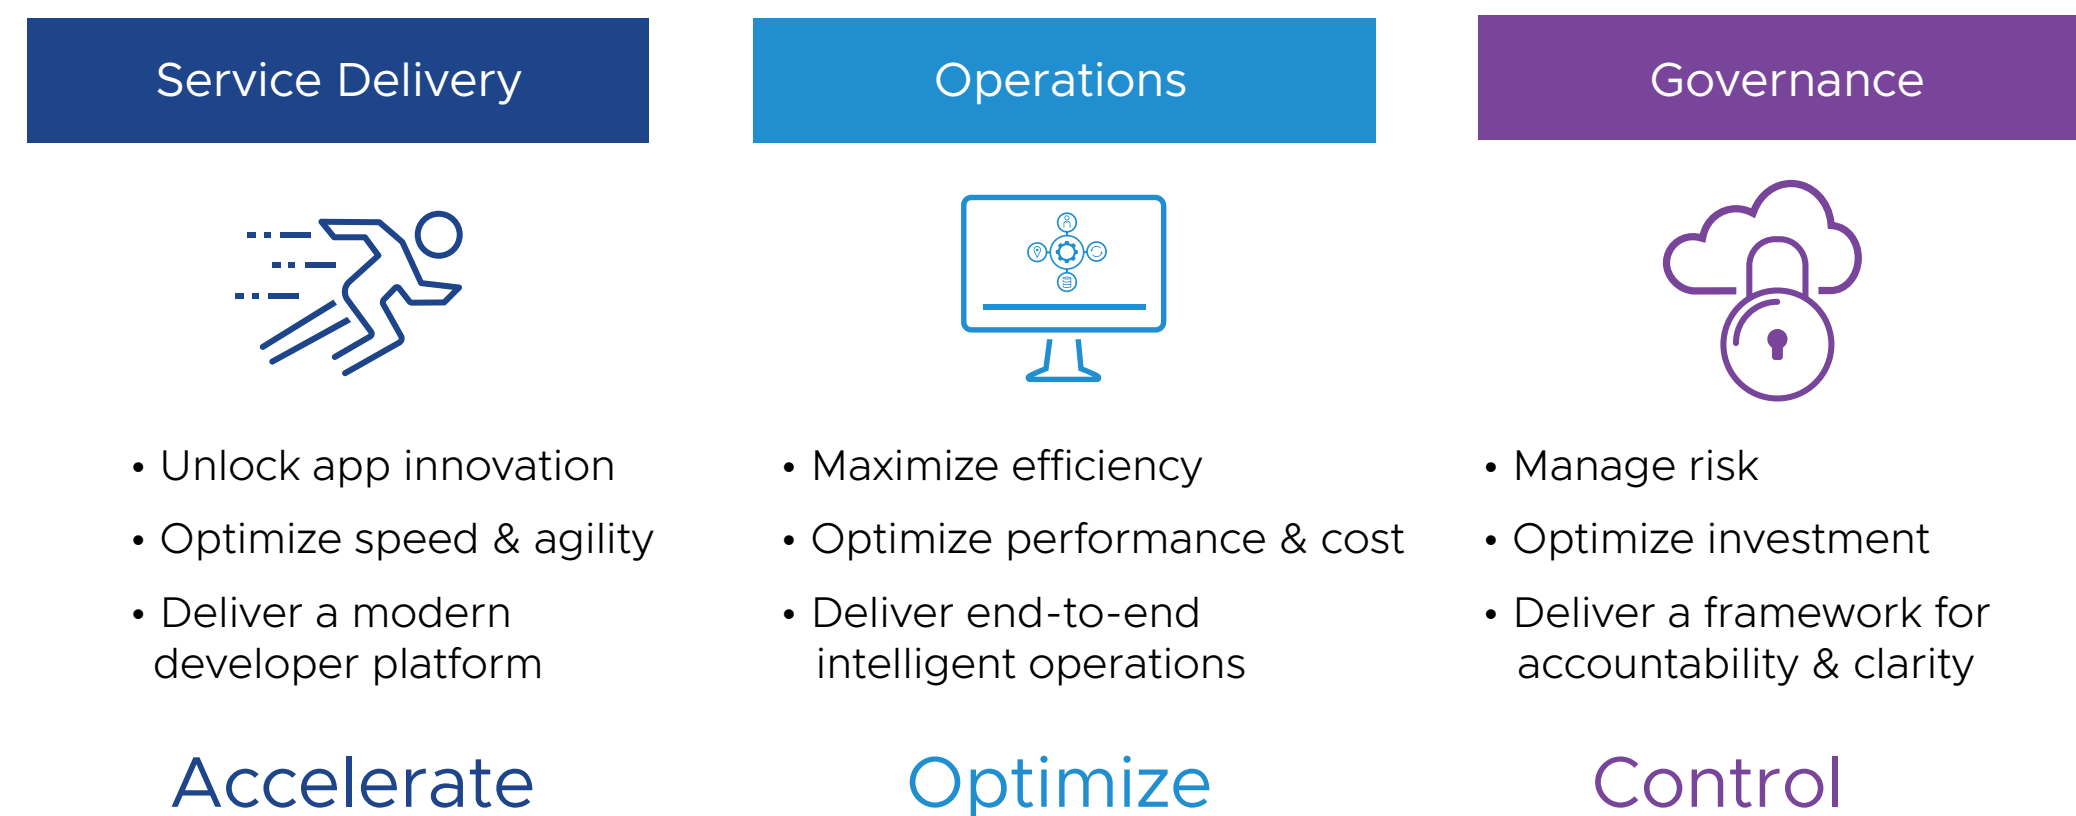 Service Delivery
• Unlock app innovation
• Optimize speed & agility
• Deliver a modern
developer platform
Accelerate
Operations
• Maximize efficiency
• Optimize performance & cost
• Deliver end-to-end
intelligent operations
Optimize
Governance
• Manage risk
• Optimize investment
• Deliver a framework for
accountability & clarity
Control